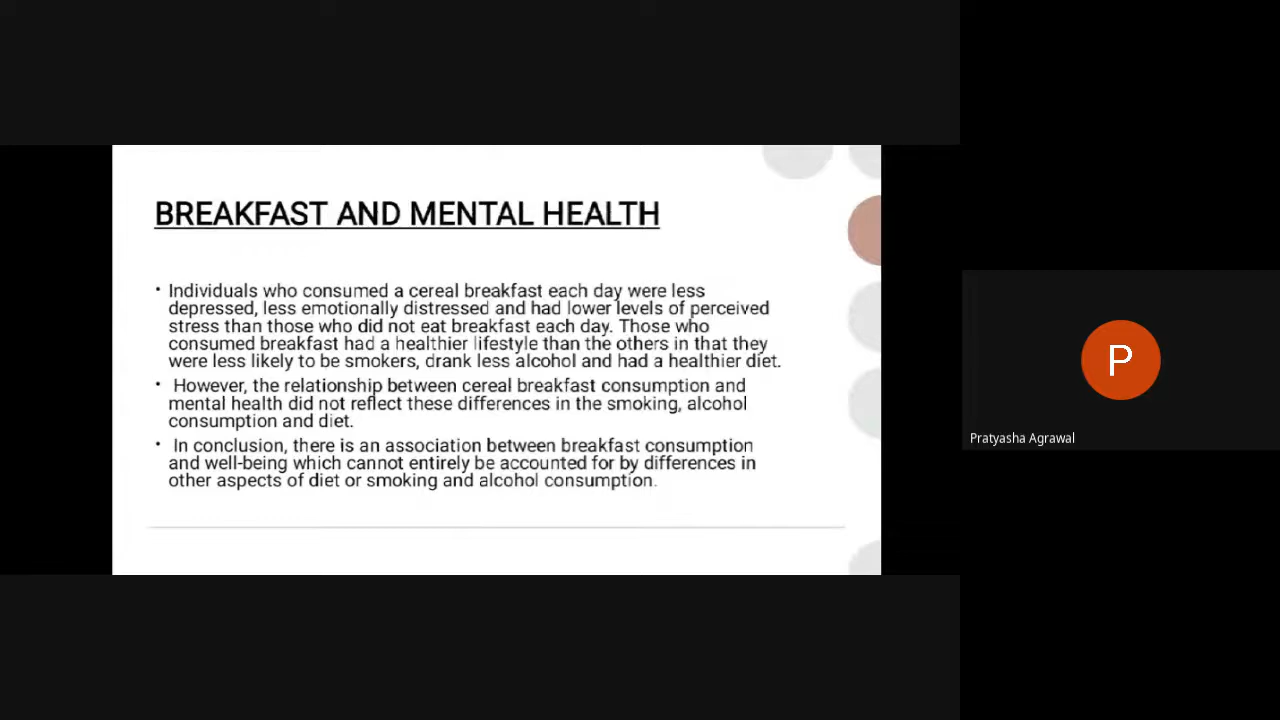 BREAKFAST AND MENTAL HEALTH
• Individuals who consumed a cereal breakfast each day were less
depressed, less emotionally distressed and had lower levels of perceived
stress than those who did not eat breakfast each day. Those who
consumed breakfast had a healthier lifestyle than the others in that they
were less likely to be smokers, drank less alcohol and had a healthier diet.
• However, the relationship between cereal breakfast consumption and
mental health did not reflect these differences in the smoking, alcohol
consumption and diet.
• In conclusion, there is an association between breakfast consumption
and well-being which cannot entirely be accounted for by differences in
other aspects of diet or smoking and alcohol consumption.
P
Pratyasha Agrawal